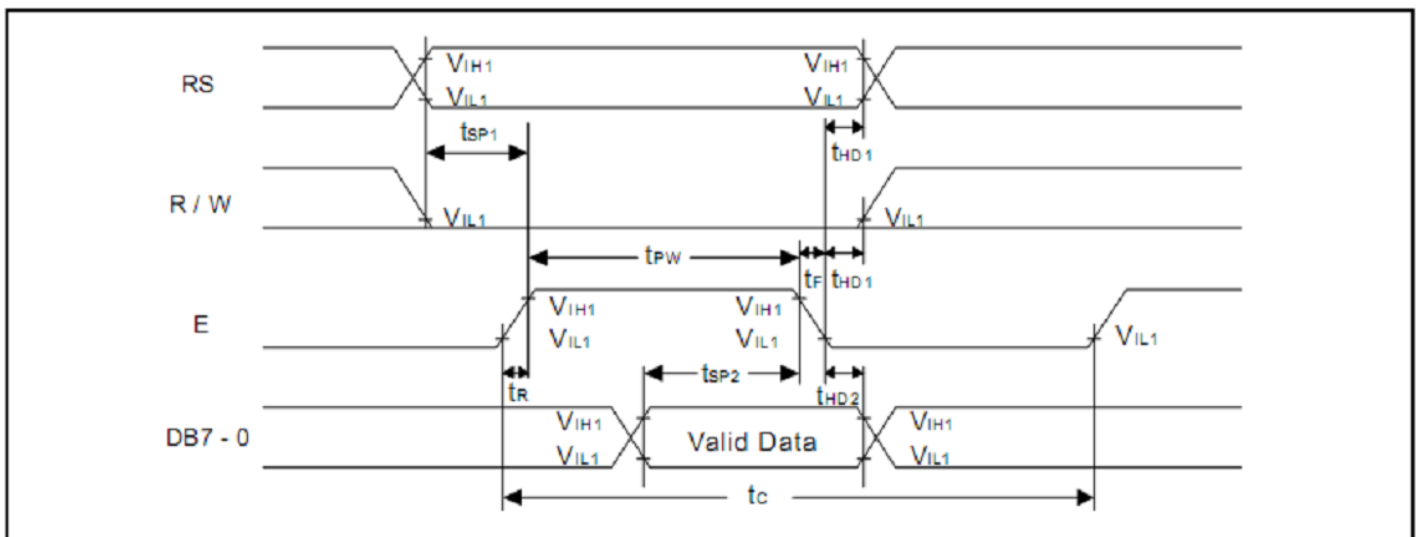 RS
VIH1 VIH1
VIL1 VIL1
tSP1
tHD1
R / W
VIL1 VIL1
tPW
tF tHD1
E
VIH1 VIH1
VIL1 VIL1 VIL1
tR tSP2 tHD2
DB7 - 0
VIH1 Valid Data VIH1
VIL1 VIL1
tC